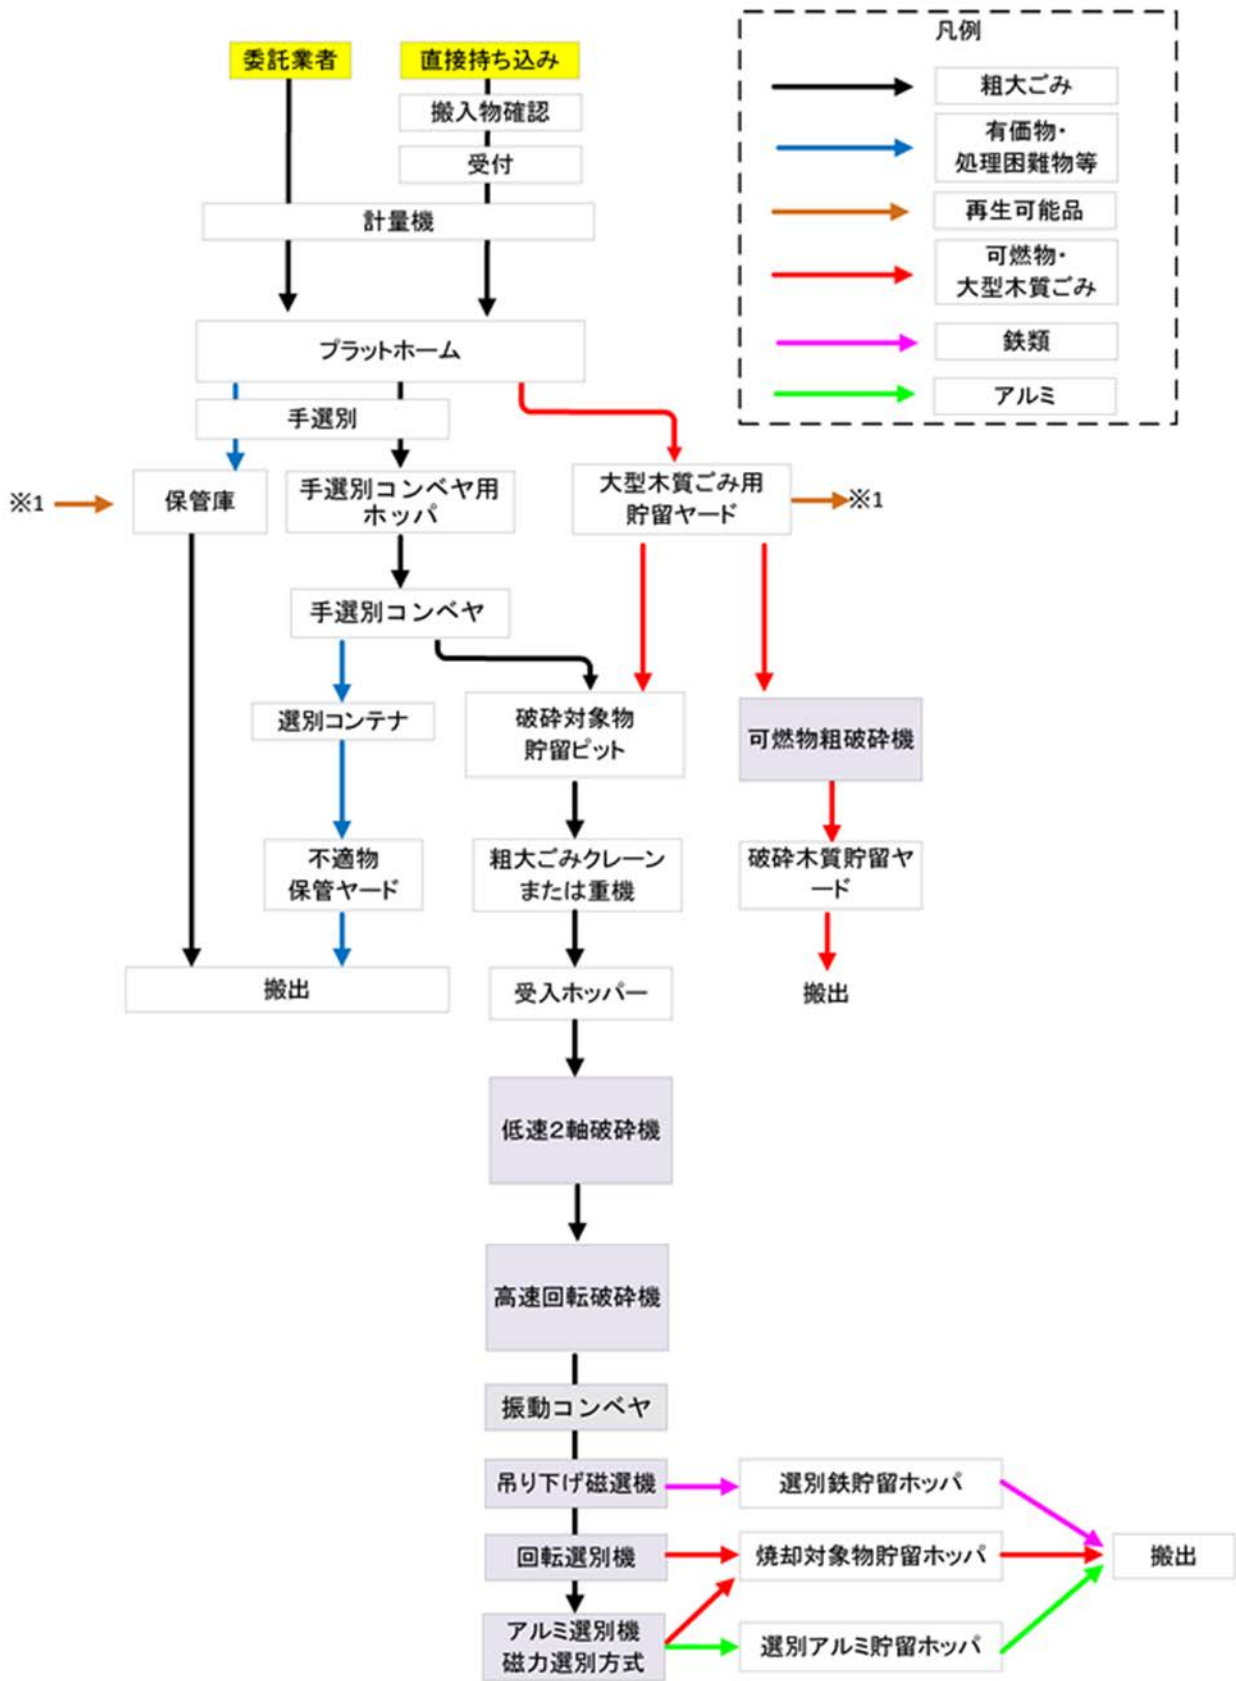 委託業者
直接持ち込み
搬入物確認
受付
計量機
プラットホーム
手選別
※1
保管庫
手選別コンベヤ用
ホッパ
大型木質ごみ用
貯留ヤード
※1
手選別コンベヤ
選別コンテナ
破砕対象物
貯留ピット
可燃物粗破砕機
不適物
保管ヤード
粗大ごみクレーン
または重機
破砕木質貯留ヤ
ード
搬出
受入ホッパー
搬出
低速2軸破砕機
高速回転破砕機
振動コンベヤ
吊り下げ磁選機
選別鉄貯留ホッパ
回転選別機
焼却対象物貯留ホッパ
搬出
アルミ選別機
磁力選別方式
選別アルミ貯留ホッパ
凡例
粗大ごみ
有価物・
処理困難物等
再生可能品
可燃物・
大型木質ごみ
鉄類
アルミ